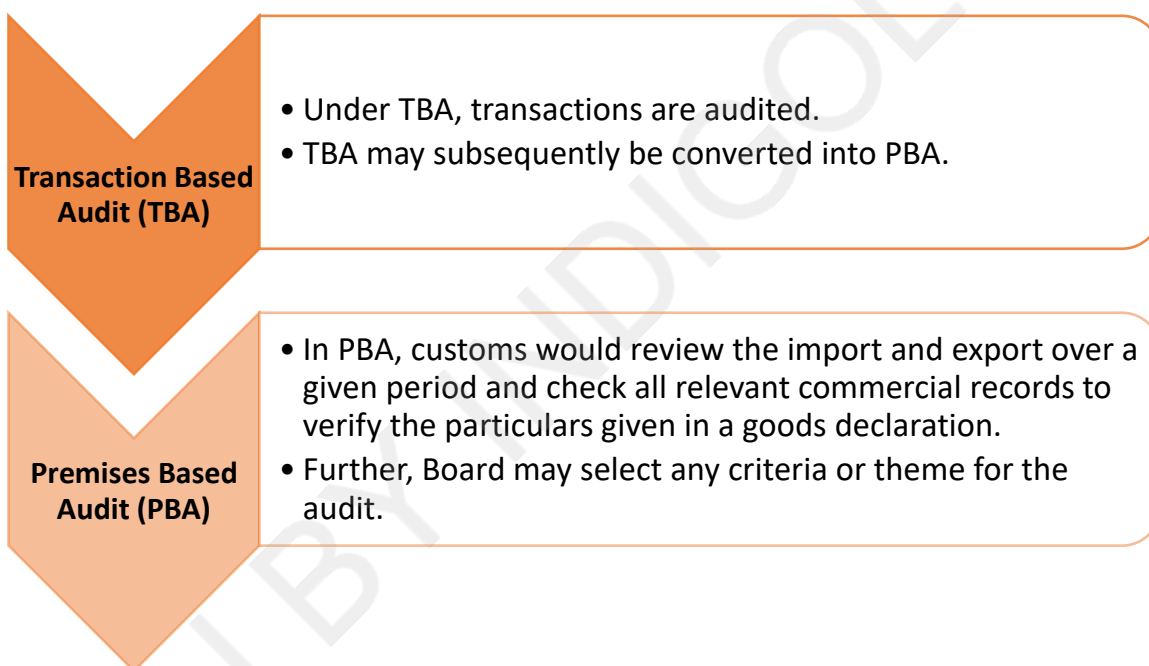 Transaction Based
Audit (TBA)
• Under TBA, transactions are audited.
• TBA may subsequently be converted into PBA.
Premises Based
Audit (PBA)
• In PBA, customs would review the import and export over a
given period and check all relevant commercial records to
verify the particulars given in a goods declaration.
• Further, Board may select any criteria or theme for the
audit.
BY INDIGOL